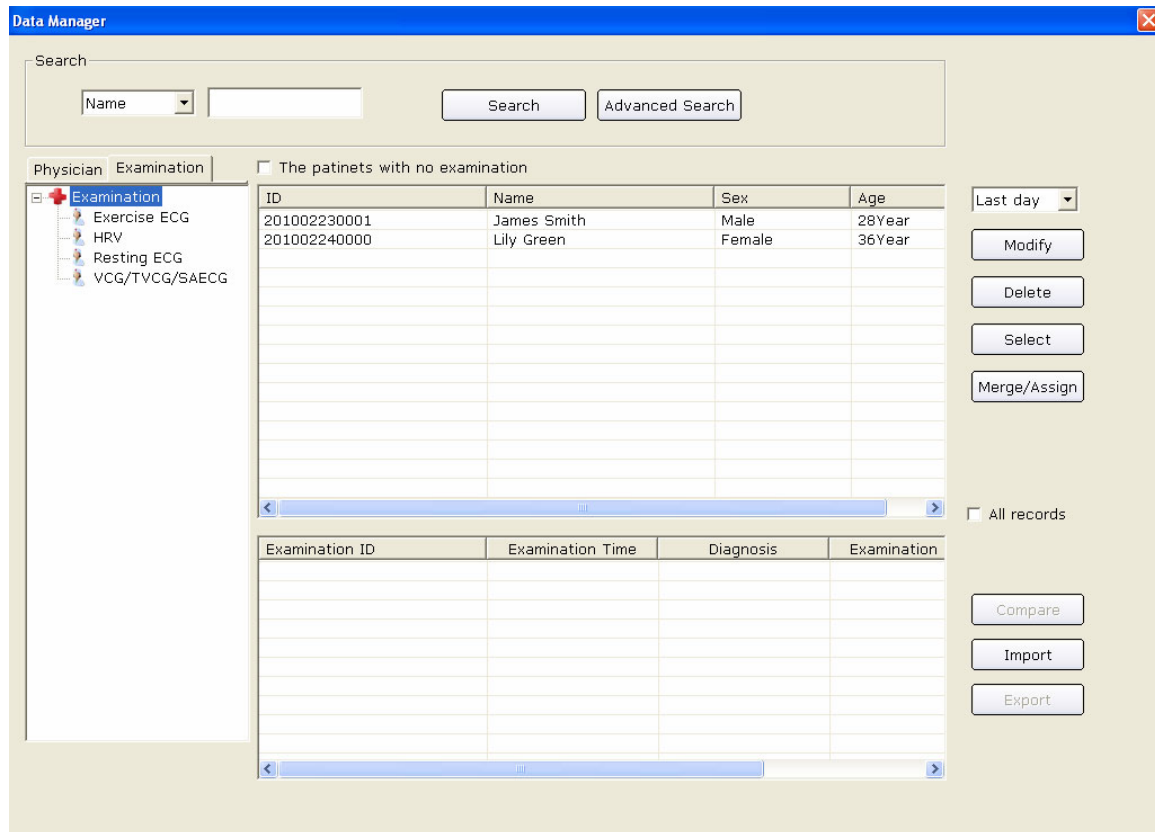 Data Manager
Search
Name
Search
Advanced Search
Physician
Examination
The patinets with no examination
Examination
Exercise ECG
HRV
Resting ECG
VCG/TVCG/SAECG
ID Name Sex Age
201002230001 James Smith Male 28Year
201002240000 Lily Green Female 36Year
Last day
Modify
Delete
Select
Merge/Assign
All records
Examination ID Examination Time Diagnosis Examination
Compare
Import
Export